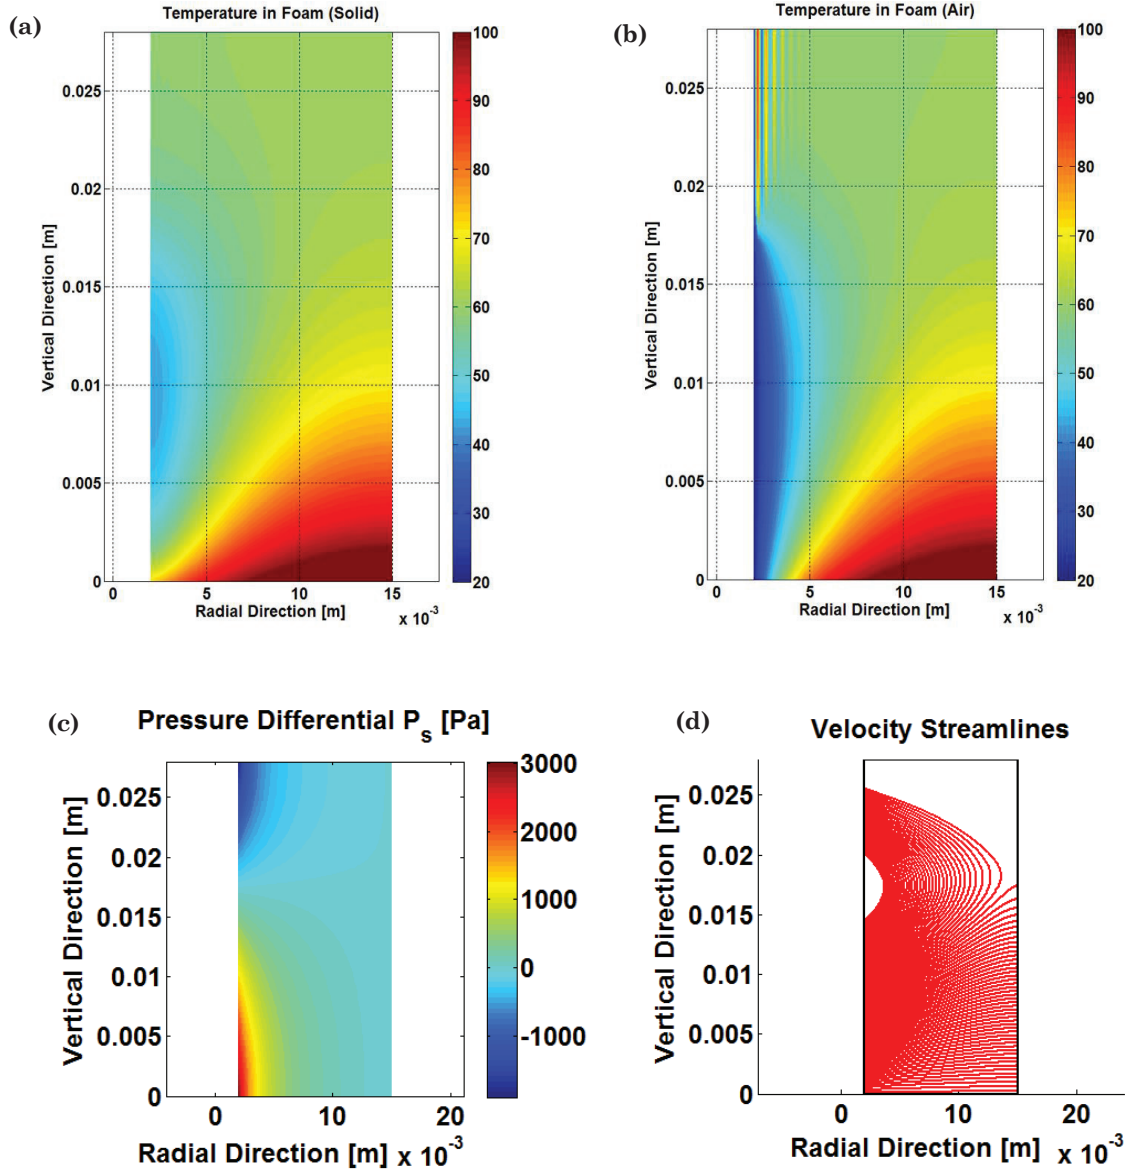 (a)
Temperature in Foam (Solid)
0.025
0.02
0.015
0.01
0.005
0
Vertical Direction [m]
0 5 10 15
Radial Direction [m]
x 10⁻³
100
90
80
70
60
50
40
30
20
(b)
Temperature in Foam (Air)
0.025
0.02
0.015
0.01
0.005
0
Vertical Direction [m]
0 5 10 15
Radial Direction [m]
x 10⁻³
100
90
80
70
60
50
40
30
20
(c)
Pressure Differential Pₛ [Pa]
0.025
0.02
0.015
0.01
0.005
0
Vertical Direction [m]
0 10 20
Radial Direction [m] x 10⁻³
3000
2000
1000
0
-1000
(d)
Velocity Streamlines
0.025
0.02
0.015
0.01
0.005
0
Vertical Direction [m]
0 10 20
Radial Direction [m] x 10⁻³